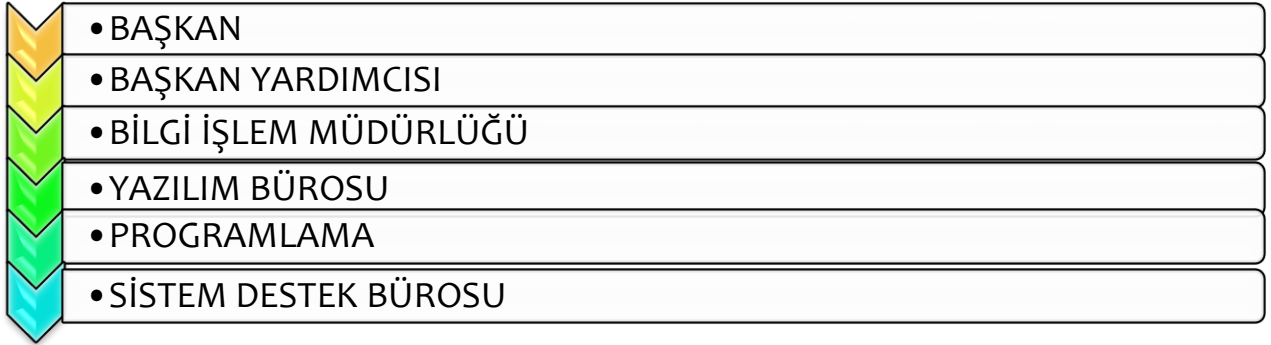 •BAŞKAN
•BAŞKAN YARDIMCISI
•BİLGİ İŞLEM MÜDÜRLÜĞÜ
•YAZILIM BÜROSU
•PROGRAMLAMA
•SİSTEM DESTEK BÜROSU